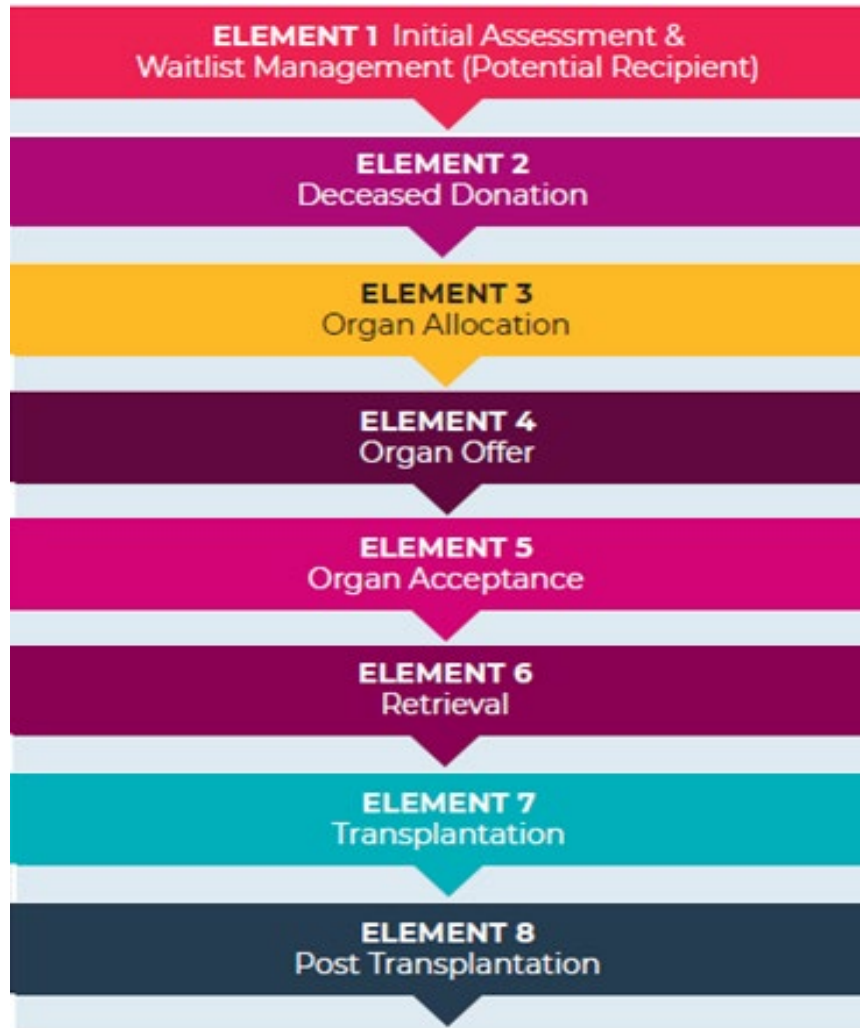 ELEMENT 1 Initial Assessment &
Waitlist Management (Potential Recipient)
ELEMENT 2
Deceased Donation
ELEMENT 3
Organ Allocation
ELEMENT 4
Organ Offer
ELEMENT 5
Organ Acceptance
ELEMENT 6
Retrieval
ELEMENT 7
Transplantation
ELEMENT 8
Post Transplantation